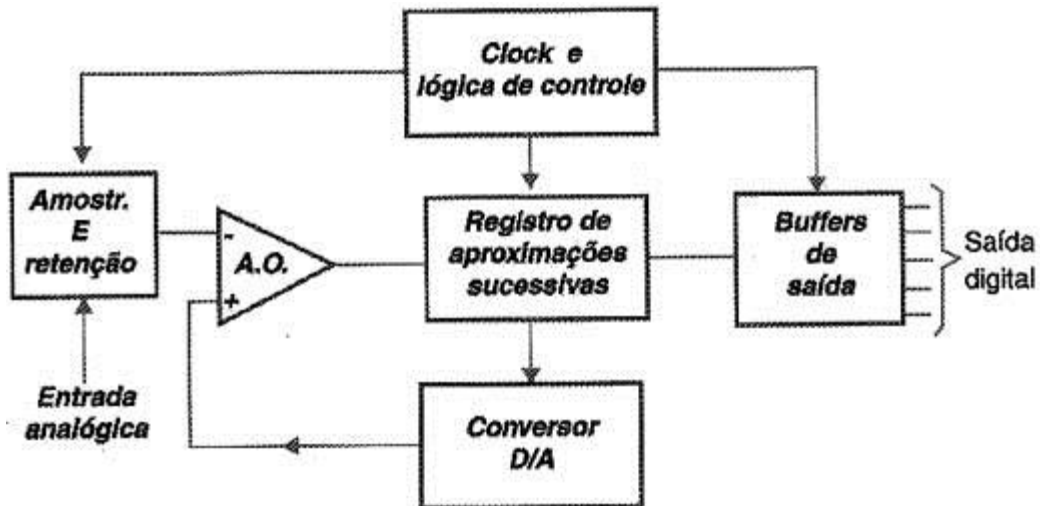 Clock e
lógica de controle
Amostr.
E
retenção
-
A.O.
+
Registro de
aproximações
sucessivas
Buffers
de
saída
Saída
digital
Entrada
analógica
Conversor
D/A